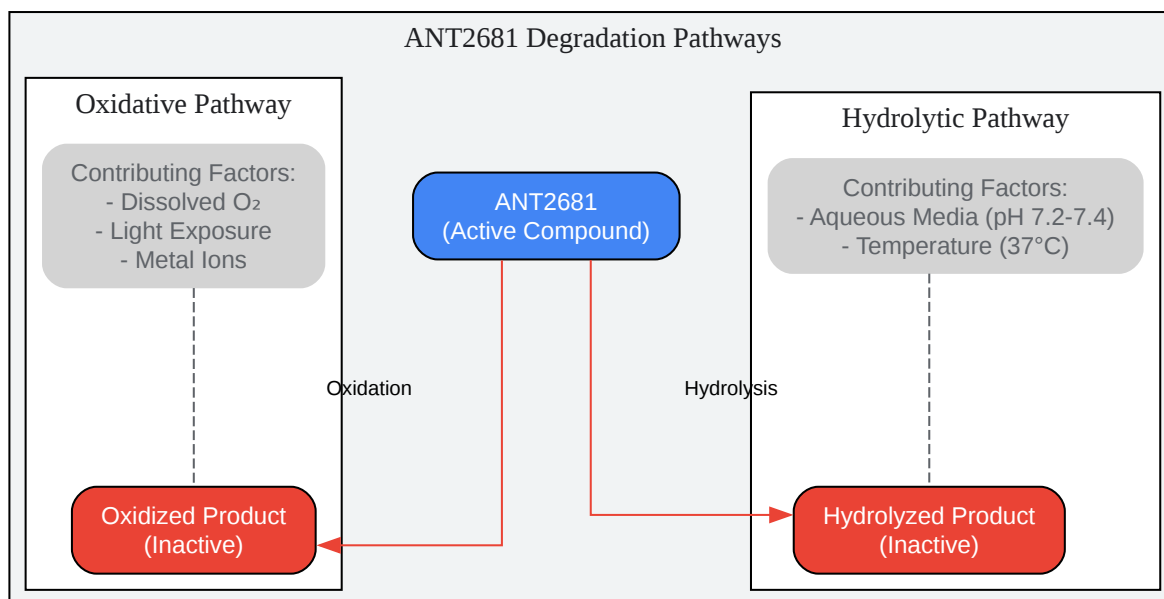 ANT2681 Degradation Pathways
Oxidative Pathway
Contributing Factors:
- Dissolved O₂
- Light Exposure
- Metal Ions
ANT2681
(Active Compound)
Hydrolytic Pathway
Contributing Factors:
- Aqueous Media (pH 7.2-7.4)
- Temperature (37°C)
Oxidation
Hydrolysis
Oxidized Product
(Inactive)
Hydrolyzed Product
(Inactive)